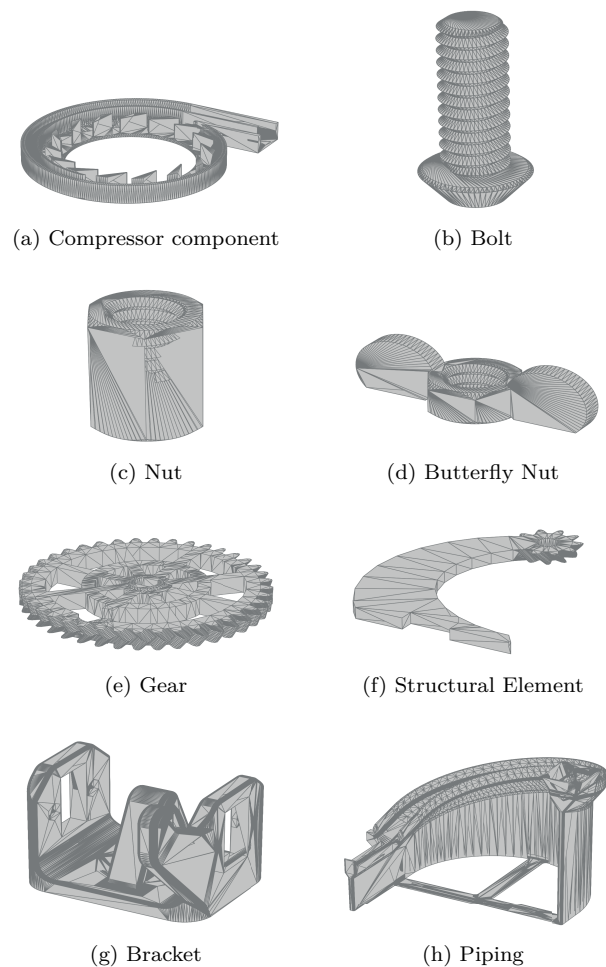 (a) Compressor component
(b) Bolt
(c) Nut
(d) Butterfly Nut
(e) Gear
(f) Structural Element
(g) Bracket
(h) Piping